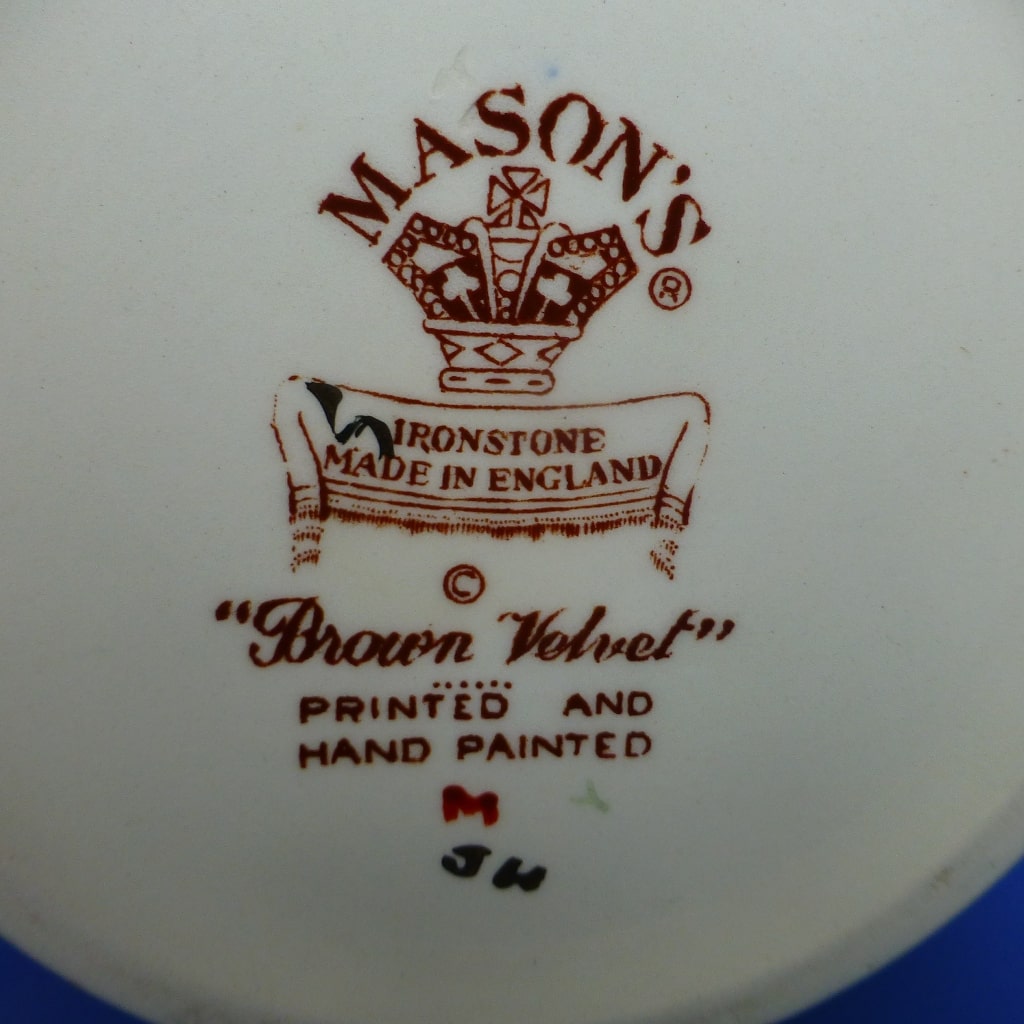 MASON'S
®
IRONSTONE
MADE IN ENGLAND
©
"Brown Velvet"
PRINTED AND
HAND PAINTED
M
JW